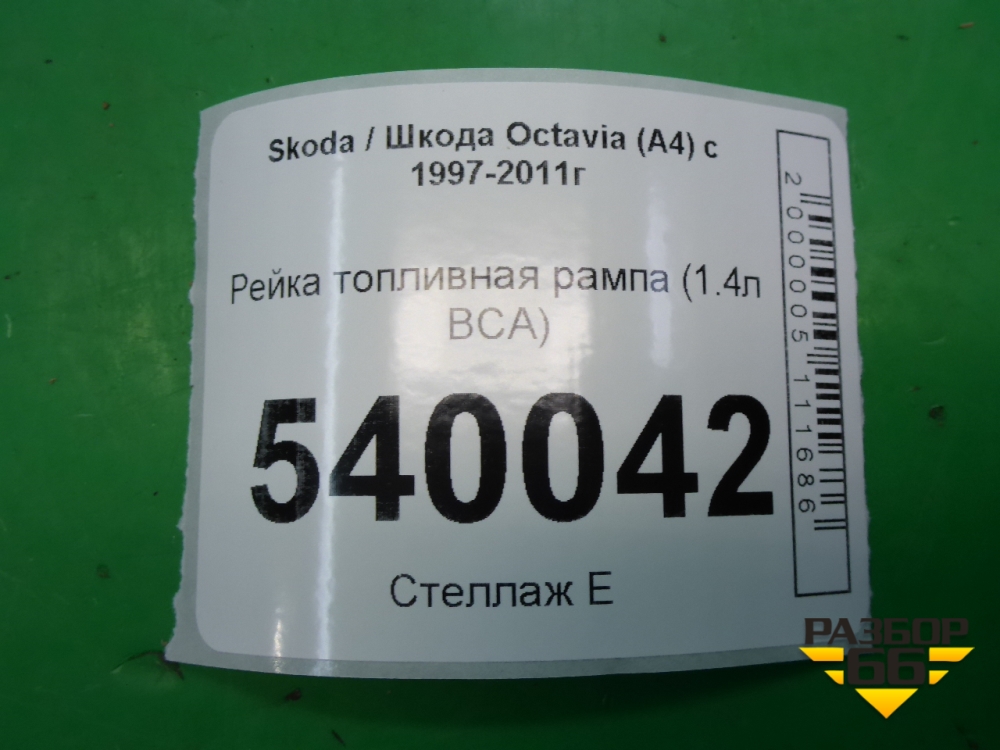 Skoda / Шкода Octavia (A4) с
1997-2011г
Рейка топливная рампа (1.4л
BCA)
540042
Стеллаж Е
2000005111686
РАЗБОР
66